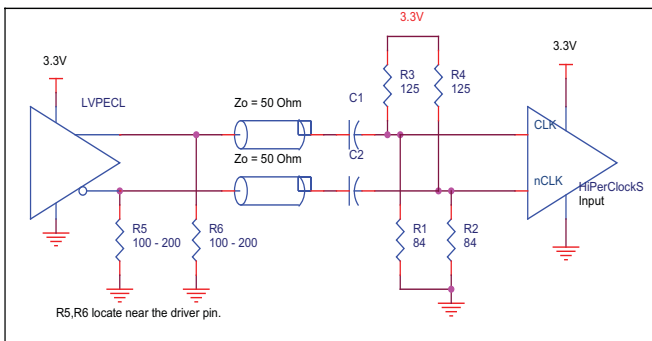 3.3V
3.3V
3.3V
LVPECL
R3
125
R4
125
Zo = 50 Ohm
C1
CLK
Zo = 50 Ohm
C2
nCLK
HiPerClockS
Input
R5
100 - 200
R6
100 - 200
R1
84
R2
84
R5,R6 locate near the driver pin.